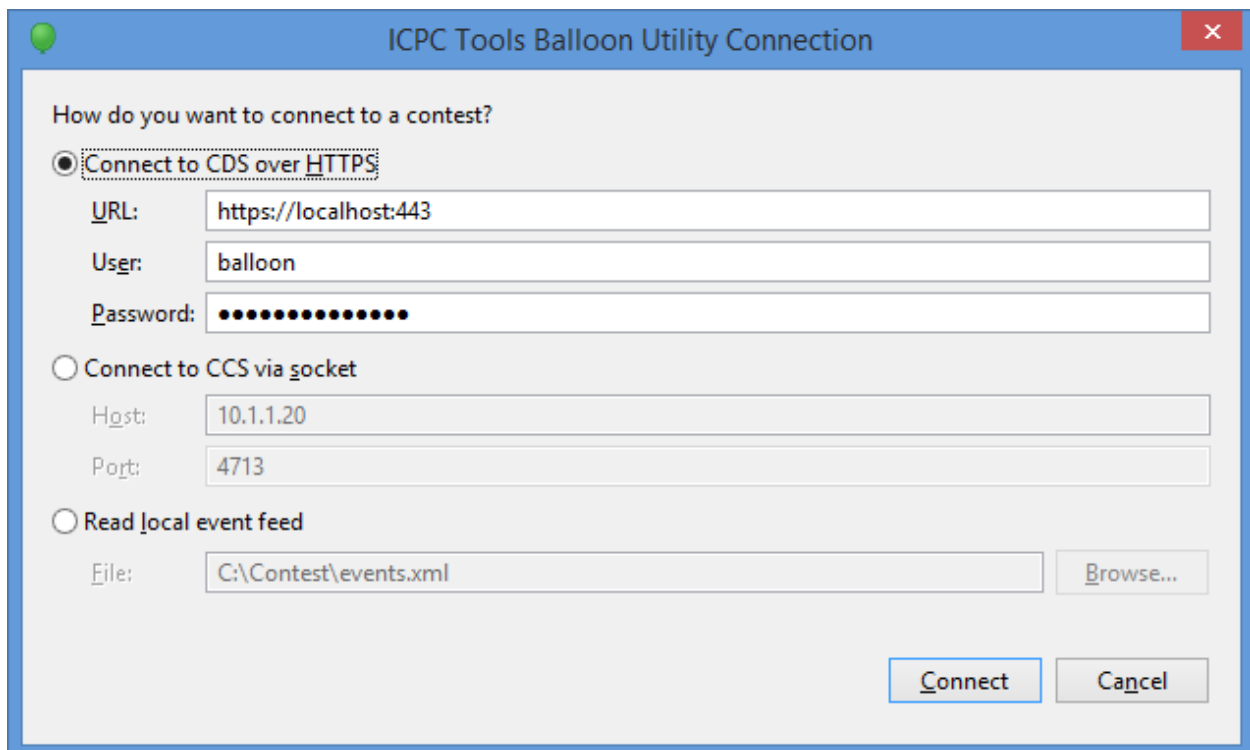 ICPC Tools Balloon Utility Connection
How do you want to connect to a contest?
Connect to CDS over HTTPS
URL: https://localhost:443
User: balloon
Password: ••••••••••••••
Connect to CCS via socket
Host: 10.1.1.20
Port: 4713
Read local event feed
File: C:\Contest\events.xml Browse...
Connect Cancel